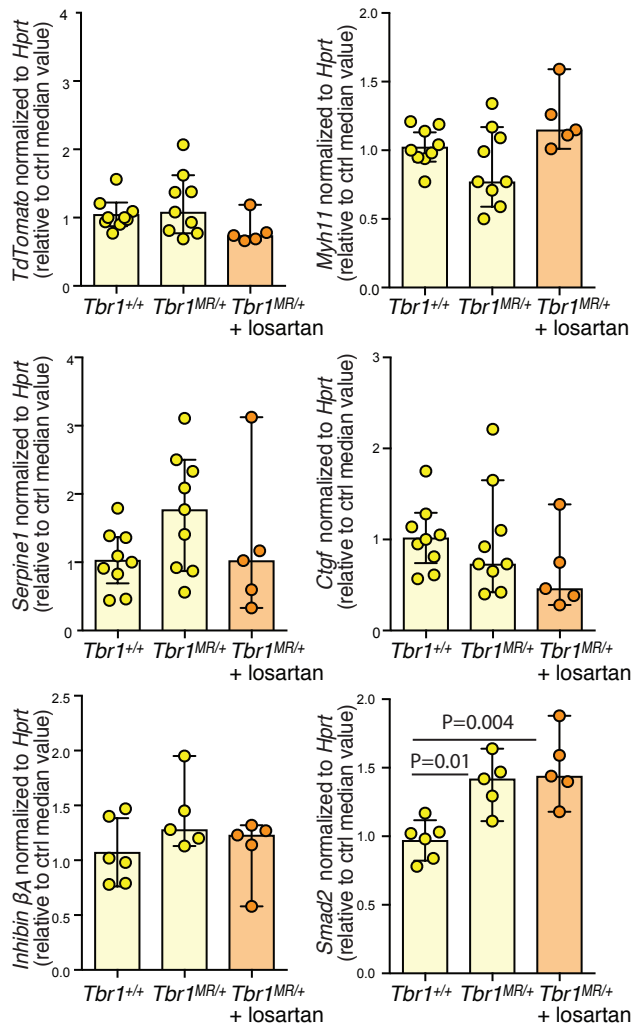 TdTomato normalized to Hprt
(relative to ctrl median value)
4
3
2
1
0
Tbr1+/+ Tbr1MR/+ Tbr1MR/+
+ losartan
Myh11 normalized to Hprt
(relative to ctrl median value)
2.0
1.5
1.0
0.5
0.0
Tbr1+/+ Tbr1MR/+ Tbr1MR/+
+ losartan
Serpine1 normalized to Hprt
(relative to ctrl median value)
4
3
2
1
0
Tbr1+/+ Tbr1MR/+ Tbr1MR/+
+ losartan
Ctgf normalized to Hprt
(relative to ctrl median value)
3
2
1
0
Tbr1+/+ Tbr1MR/+ Tbr1MR/+
+ losartan
Inhibin βA normalized to Hprt
(relative to ctrl median value)
2.5
2.0
1.5
1.0
0.5
0.0
Tbr1+/+ Tbr1MR/+ Tbr1MR/+
+ losartan
Smad2 normalized to Hprt
(relative to ctrl median value)
2.0
1.5
1.0
0.5
0.0
P=0.004
P=0.01
Tbr1+/+ Tbr1MR/+ Tbr1MR/+
+ losartan